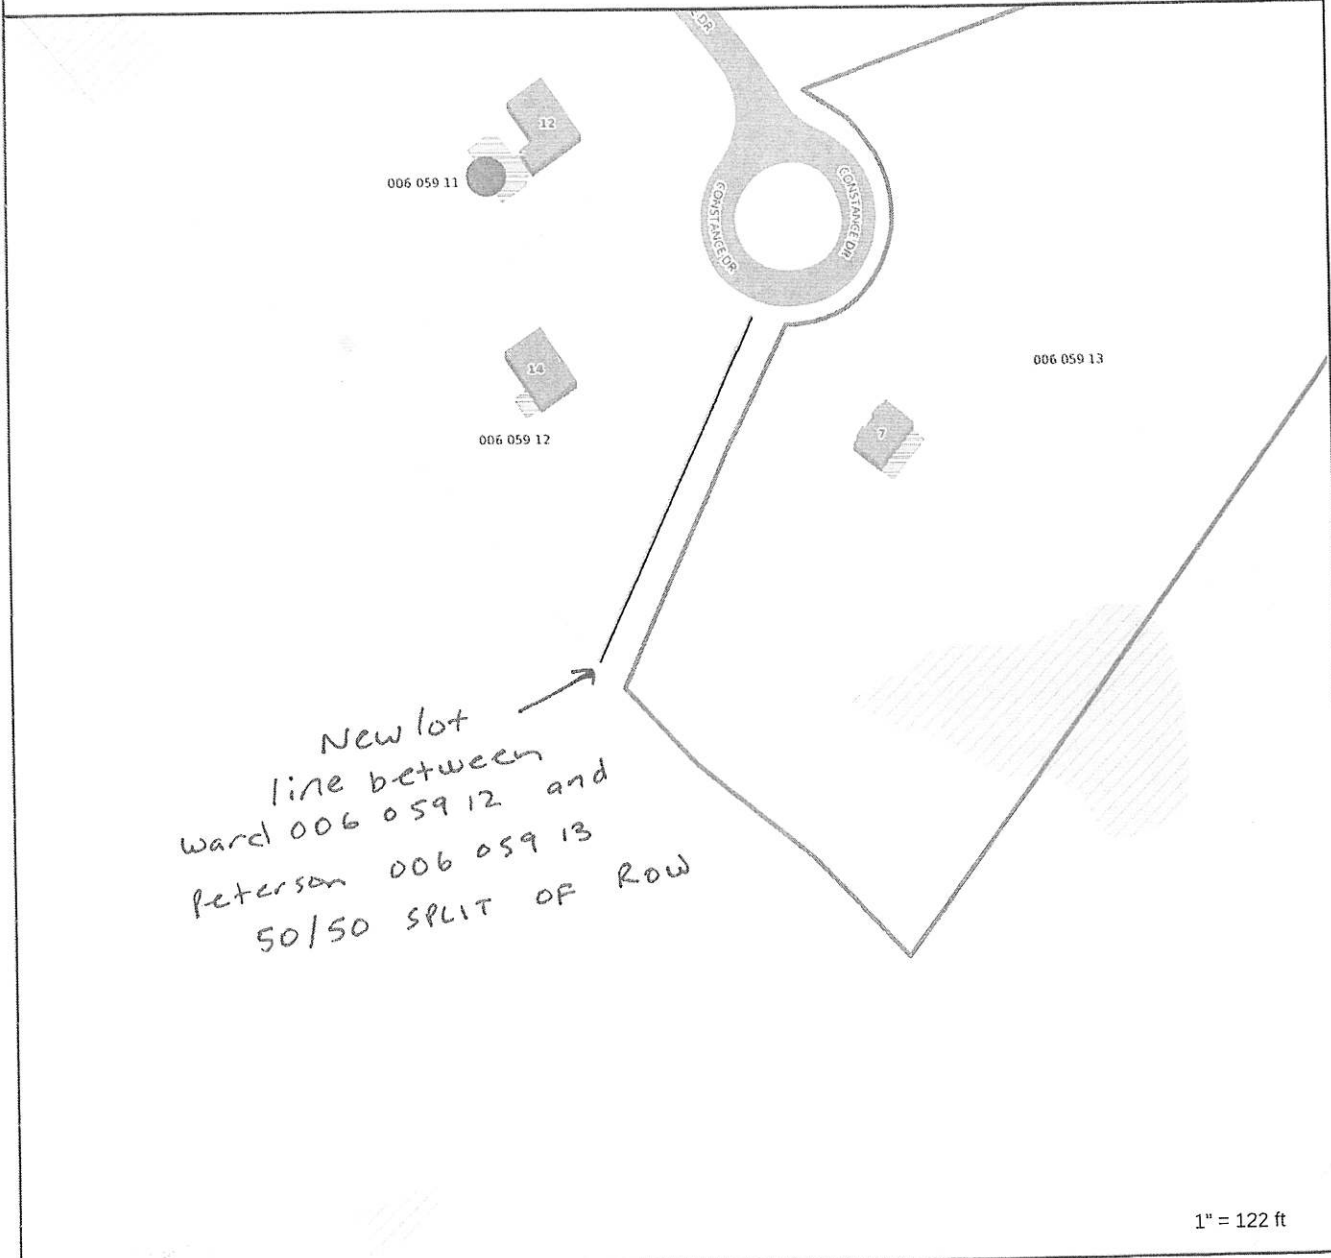 E DR
12
006 059 11
CONSTANCE DR
CONSTANCE DR
14
006 059 12
006 059 13
7
New lot
line between
Ward 006 059 12 and
Peterson 006 059 13
50/50 SPLIT OF ROW
1" = 122 ft